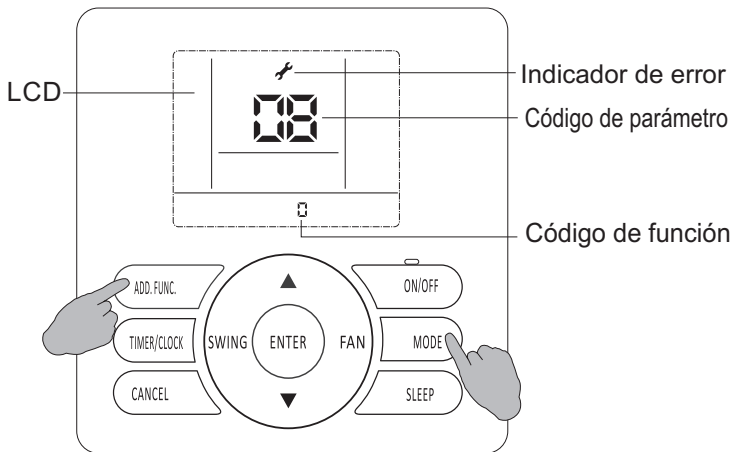 LCD
Indicador de error
08
Código de parámetro
0
Código de función
ADD. FUNC.
ON/OFF
TIMER/CLOCK
SWING
ENTER
FAN
MODE
CANCEL
SLEEP